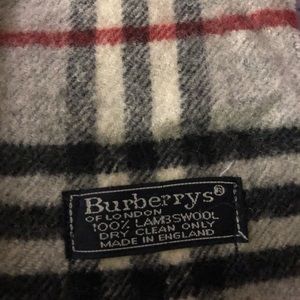 Burberrys®
OF LONDON
100% LAMBSWOOL
DRY CLEAN ONLY
MADE IN ENGLAND